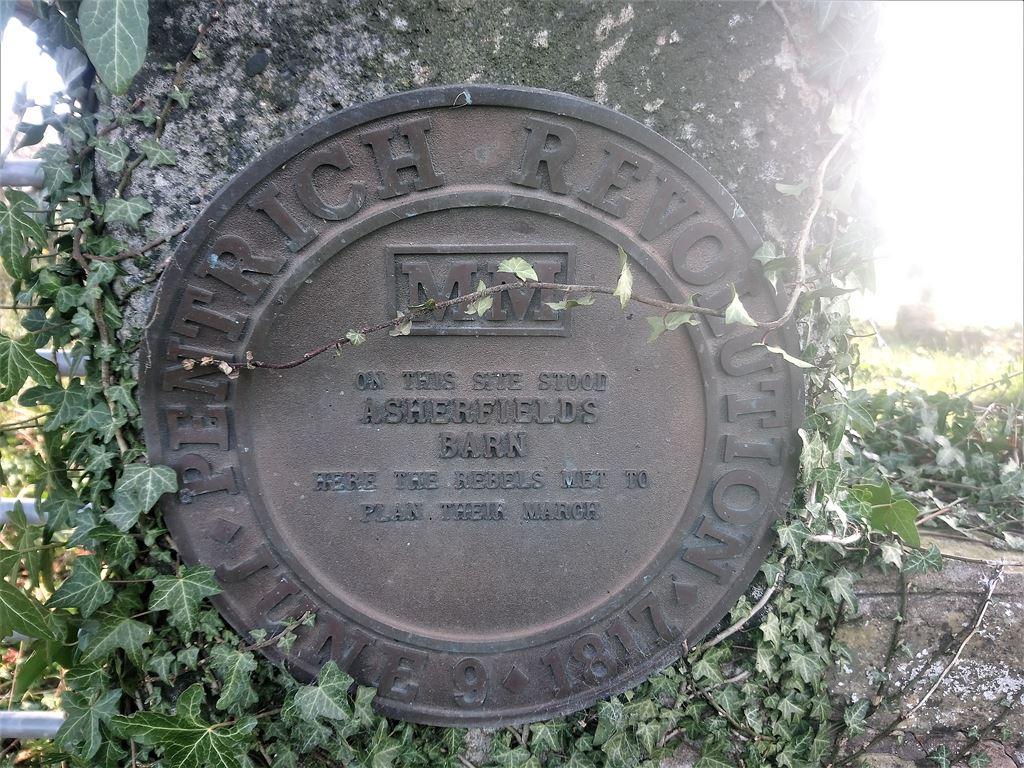 PENTRICH REVOLUTION
MM
ON THIS SITE STOOD
ASHERFIELDS
BARN
HERE THE REBELS MET TO
PLAN THEIR MARCH
JUNE 9 ◆ 1817